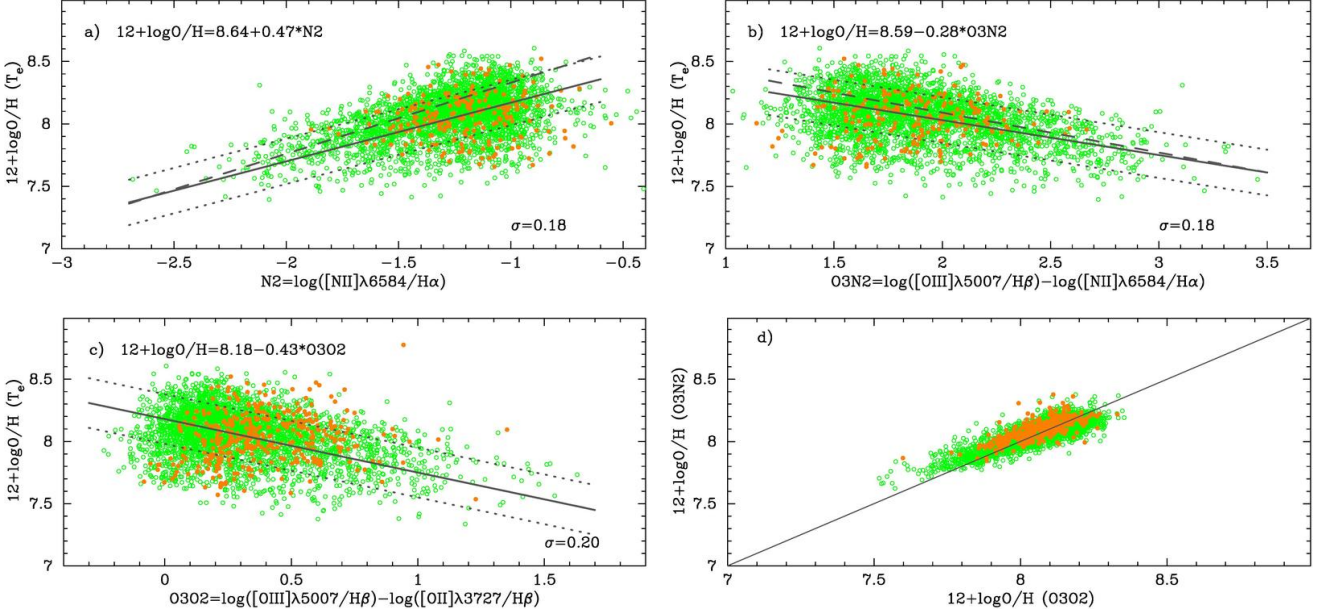 a) 12+logO/H=8.64+0.47*N2
12+logO/H (Te)
8.5
8
7.5
7
σ=0.18
−3 −2.5 −2 −1.5 −1 −0.5
N2=log([NII]λ6584/Hα)
b) 12+logO/H=8.59−0.28*O3N2
12+logO/H (Te)
8.5
8
7.5
7
σ=0.18
1 1.5 2 2.5 3 3.5
O3N2=log([OIII]λ5007/Hβ)−log([NII]λ6584/Hα)
c) 12+logO/H=8.18−0.43*O3O2
12+logO/H (Te)
8.5
8
7.5
7
σ=0.20
0 0.5 1 1.5
O3O2=log([OIII]λ5007/Hβ)−log([OII]λ3727/Hβ)
d)
12+logO/H (O3N2)
8.5
8
7.5
7
7 7.5 8 8.5
12+logO/H (O3O2)